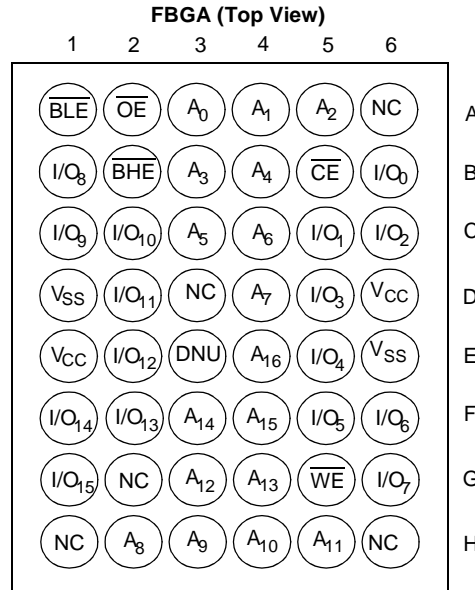 FBGA (Top View)
1 2 3 4 5 6
BLE OE A0 A1 A2 NC A
I/O8 BHE A3 A4 CE I/O0 B
I/O9 I/O10 A5 A6 I/O1 I/O2 C
VSS I/O11 NC A7 I/O3 VCC D
VCC I/O12 DNU A16 I/O4 VSS E
I/O14 I/O13 A14 A15 I/O5 I/O6 F
I/O15 NC A12 A13 WE I/O7 G
NC A8 A9 A10 A11 NC H